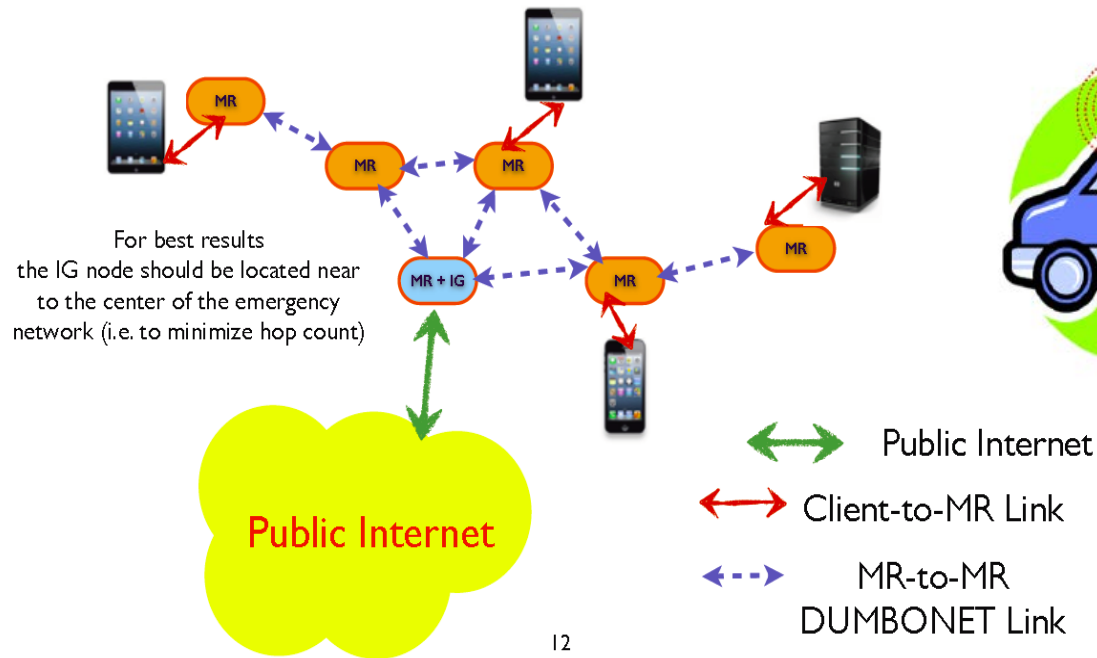 MR
MR
MR
MR
For best results
the IG node should be located near
to the center of the emergency
network (i.e. to minimize hop count)
MR + IG
MR
Public Internet
Public Internet
Client-to-MR Link
MR-to-MR
DUMBONET Link
12